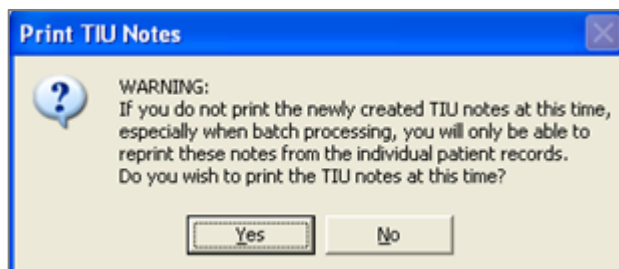 Print TIU Notes
WARNING:
If you do not print the newly created TIU notes at this time,
especially when batch processing, you will only be able to
reprint these notes from the individual patient records.
Do you wish to print the TIU notes at this time?
Yes
No